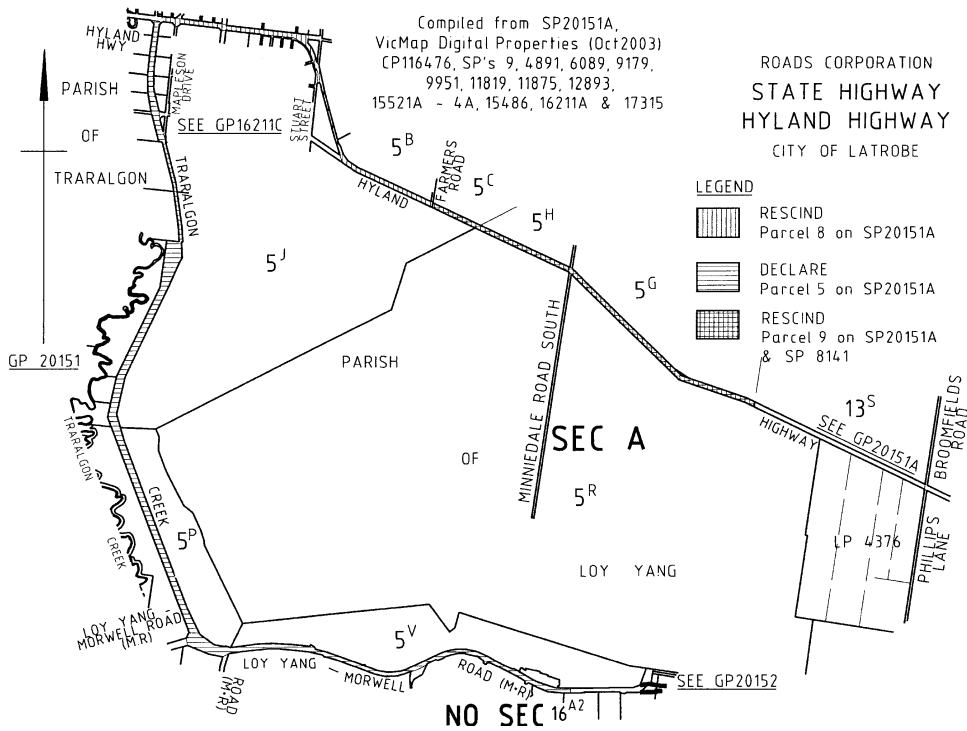 Compiled from SP20151A,
VicMap Digital Properties (Oct2003)
CP116476, SP's 9, 4891, 6089, 9179,
9951, 11819, 11875, 12893,
15521A - 4A, 15486, 16211A & 17315
ROADS CORPORATION
STATE HIGHWAY
HYLAND HIGHWAY
CITY OF LATROBE
LEGEND
RESCIND
Parcel 8 on SP20151A
DECLARE
Parcel 5 on SP20151A
RESCIND
Parcel 9 on SP20151A
& SP 8141
HYLAND
HWY
PARISH
OF
TRARALGON
MAPLESON
DRIVE
SEE GP16211C
STUART
STREET
TRARALGON
5B
HYLAND
FARMERS
ROAD
5C
5H
5J
5G
GP 20151
PARISH
MINNIEDALE ROAD SOUTH
13S
HIGHWAY
SEE GP20151A
BROOMFIELDS
ROAD
TRARALGON
CREEK
OF
SEC A
CREEK
5P
5R
LP 4376
PHILLIPS
LANE
LOY YANG
LOY YANG -
MORWELL ROAD
(M.R)
5V
LOY YANG
- MORWELL
ROAD (M.R)
ROAD
(M.R)
SEE GP20152
NO SEC
16A2